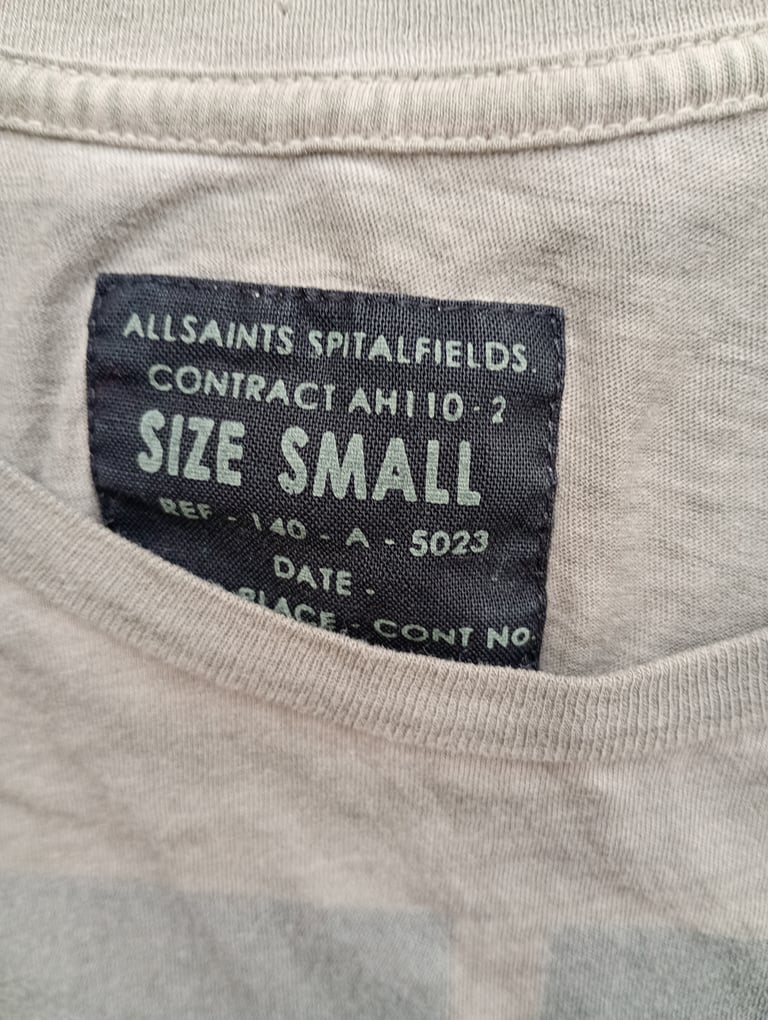 ALLSAINTS SPITALFIELDS.
CONTRACT AH110-2
SIZE SMALL
REF - 140 - A - 5023
DATE -
PLACE - CONT NO.